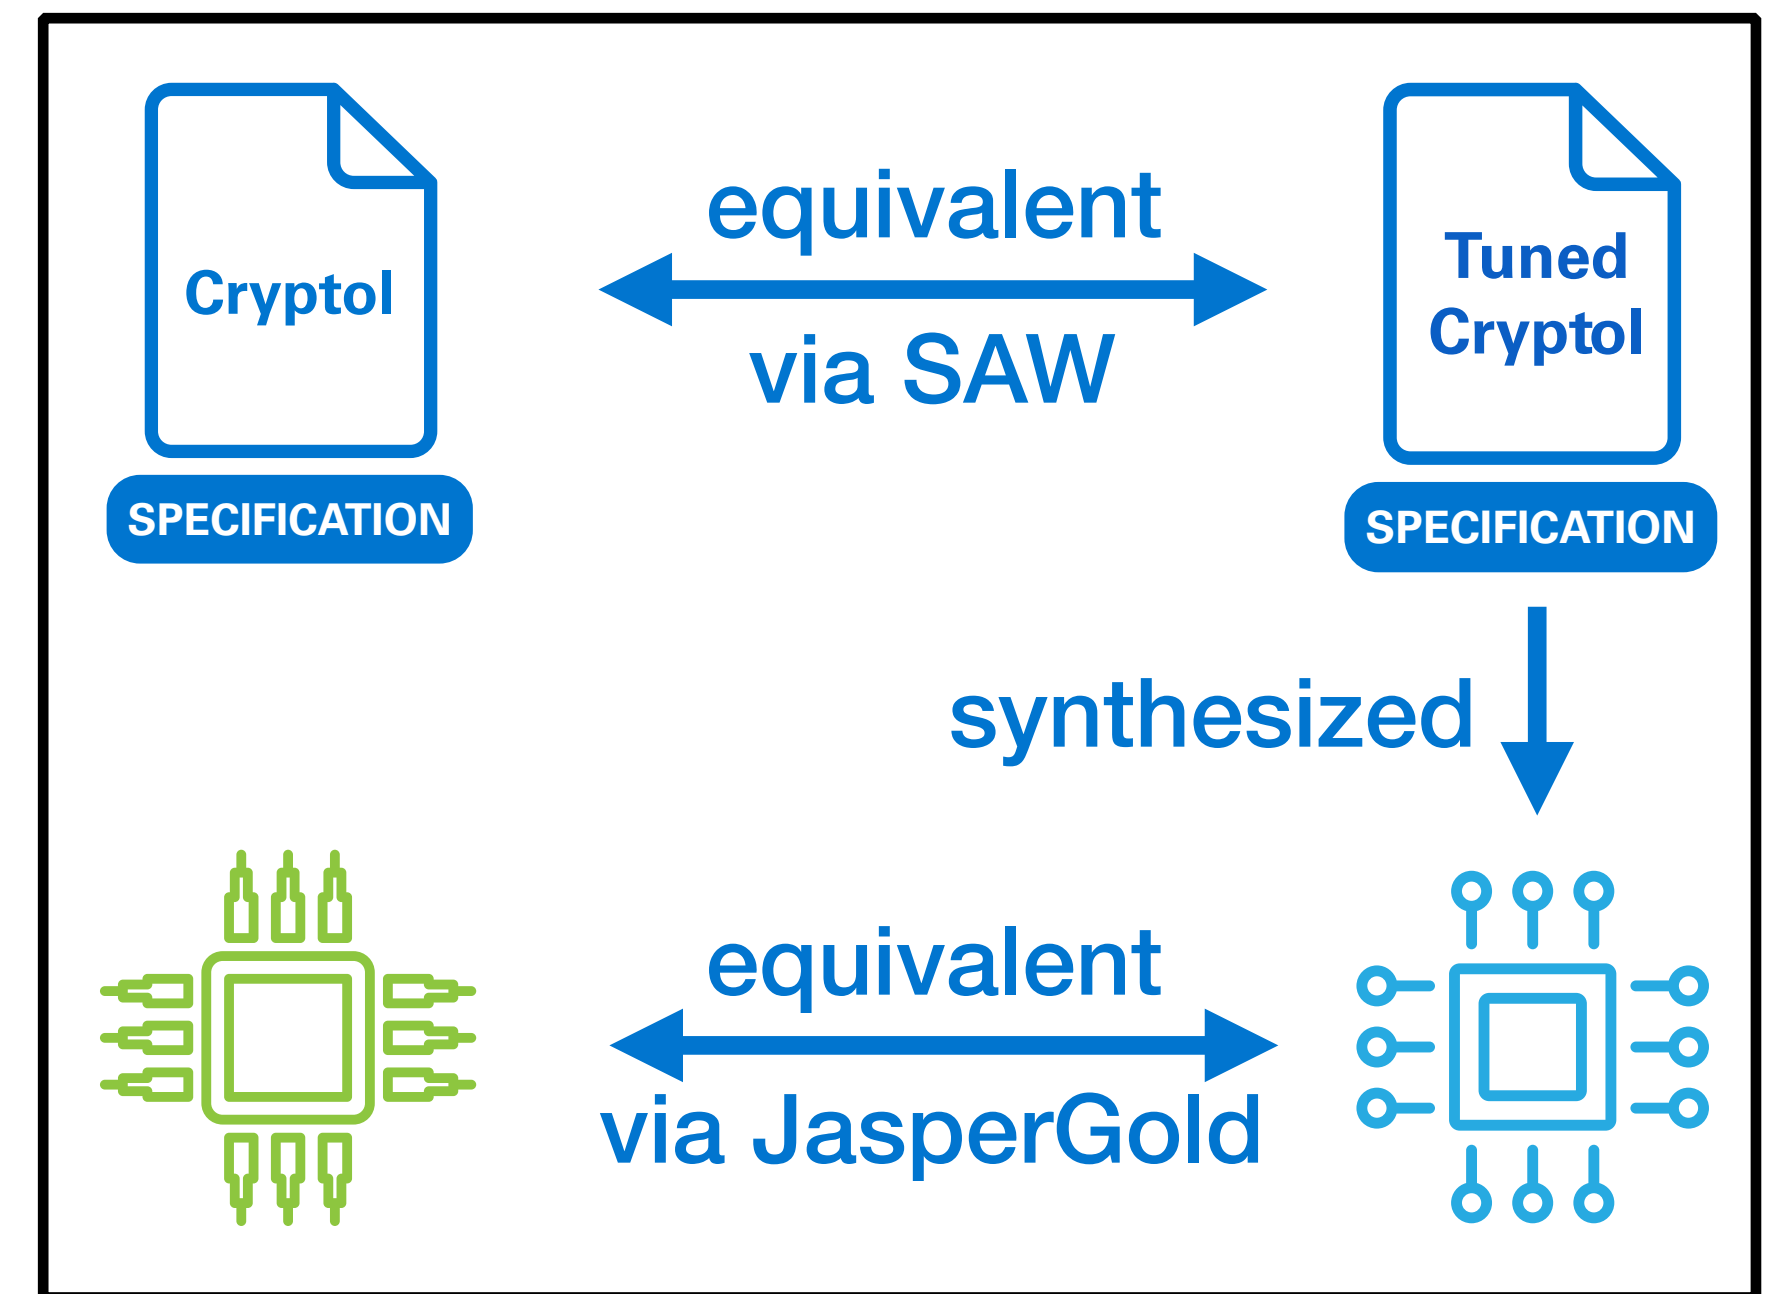 Cryptol
SPECIFICATION
equivalent
via SAW
Tuned
Cryptol
SPECIFICATION
synthesized
equivalent
via JasperGold